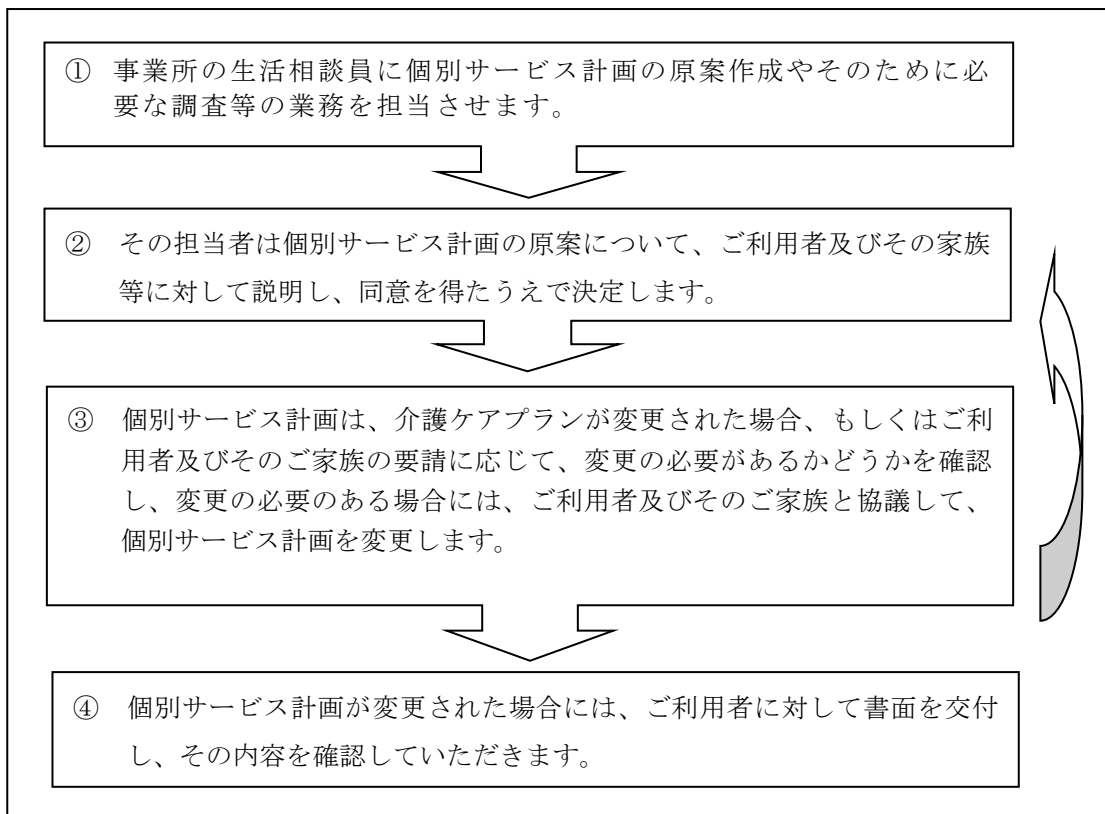 ① 事業所の生活相談員に個別サービス計画の原案作成やそのために必
要な調査等の業務を担当させます。
② その担当者は個別サービス計画の原案について、ご利用者及びその家族
等に対して説明し、同意を得たうえで決定します。
③ 個別サービス計画は、介護ケアプランが変更された場合、もしくはご利
用者及びそのご家族の要請に応じて、変更の必要があるかどうかを確認
し、変更の必要のある場合には、ご利用者及びそのご家族と協議して、
個別サービス計画を変更します。
④ 個別サービス計画が変更された場合には、ご利用者に対して書面を交付
し、その内容を確認していただきます。